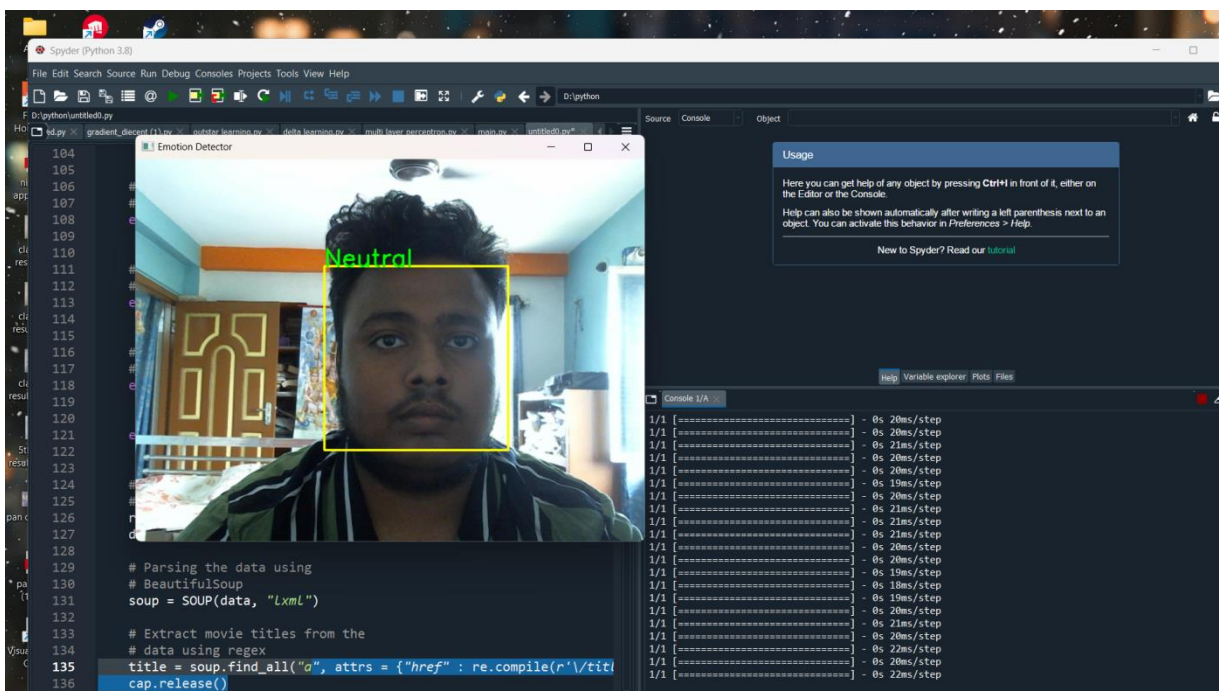 Spyder (Python 3.8)
File Edit Search Source Run Debug Consoles Projects Tools View Help
D:\python
D:\python\untitled0.py
ed.py gradient_diecent (1).py outstar learning.py delta learning.py multi layer perceptron.py main.py untitled0.py*
Emotion Detector
Neutral
104
105
106 #
107 #
108 e
109
110
111 #
112 #
113 e
114
115
116 #
117 #
118 e
119
120
121 e
122
123
124 #
125 #
126 r
127 d
128
129 # Parsing the data using
130 # BeautifulSoup
131 soup = SOUP(data, "lxml")
132
133 # Extract movie titles from the
134 # data using regex
135 title = soup.find_all("a", attrs = {"href" : re.compile(r'\/titl
136 cap.release()
Source Console Object
Usage
Here you can get help of any object by pressing Ctrl+I in front of it, either on
the Editor or the Console.
Help can also be shown automatically after writing a left parenthesis next to an
object. You can activate this behavior in Preferences > Help.
New to Spyder? Read our tutorial
Help Variable explorer Plots Files
Console 1/A
1/1 [==============================] - 0s 20ms/step
1/1 [==============================] - 0s 20ms/step
1/1 [==============================] - 0s 21ms/step
1/1 [==============================] - 0s 20ms/step
1/1 [==============================] - 0s 20ms/step
1/1 [==============================] - 0s 19ms/step
1/1 [==============================] - 0s 20ms/step
1/1 [==============================] - 0s 21ms/step
1/1 [==============================] - 0s 21ms/step
1/1 [==============================] - 0s 21ms/step
1/1 [==============================] - 0s 20ms/step
1/1 [==============================] - 0s 20ms/step
1/1 [==============================] - 0s 19ms/step
1/1 [==============================] - 0s 18ms/step
1/1 [==============================] - 0s 19ms/step
1/1 [==============================] - 0s 20ms/step
1/1 [==============================] - 0s 21ms/step
1/1 [==============================] - 0s 20ms/step
1/1 [==============================] - 0s 22ms/step
1/1 [==============================] - 0s 20ms/step
1/1 [==============================] - 0s 22ms/step